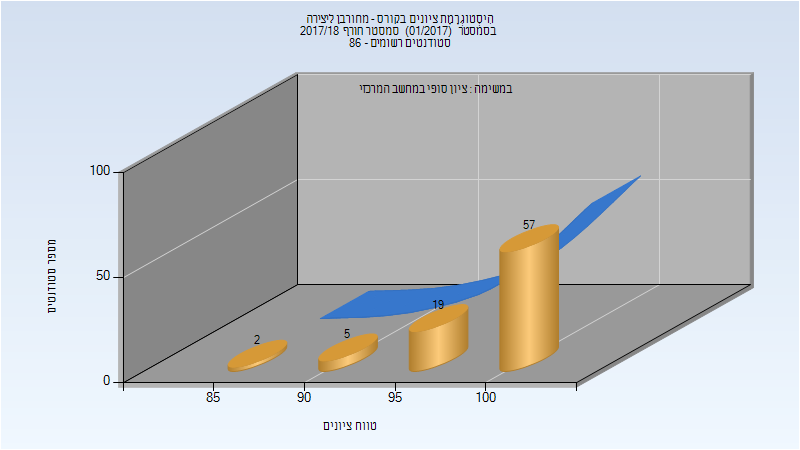 היסטוגרמת ציונים בקורס - מחורבן ליצירה
בסמסטר (01/2017) סמסטר חורף 2017/18
סטודנטים רשומים - 86
במשימה : ציון סופי במחשב המרכזי
מספר סטודנטים
100
50
0
2
5
19
57
85
90
95
100
טווח ציונים